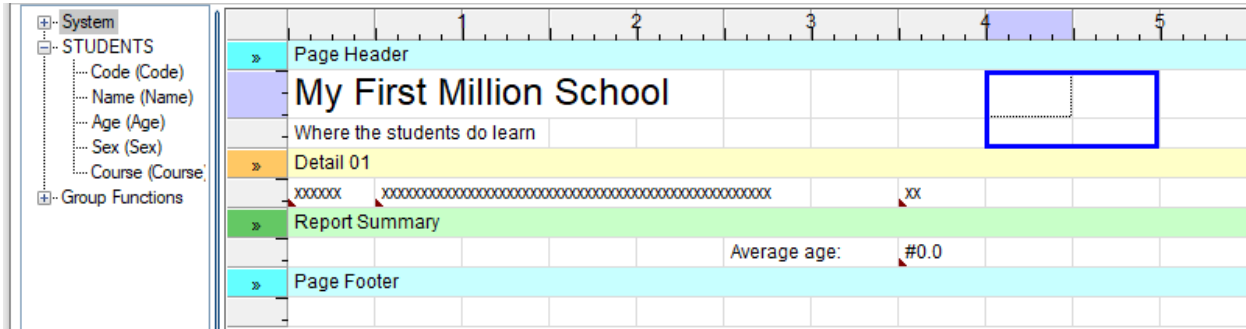 System
STUDENTS
Code (Code)
Name (Name)
Age (Age)
Sex (Sex)
Course (Course)
Group Functions
1 2 3 4 5
» Page Header
My First Million School
Where the students do learn
» Detail 01
xxxxxx xxxxxxxxxxxxxxxxxxxxxxxxxxxxxxxxxxxxxxxxxxxxxxxxxx xx
» Report Summary
Average age: #0.0
» Page Footer